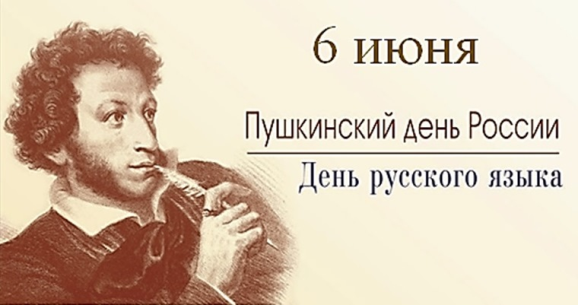 6 июня
Пушкинский день России
День русского языка